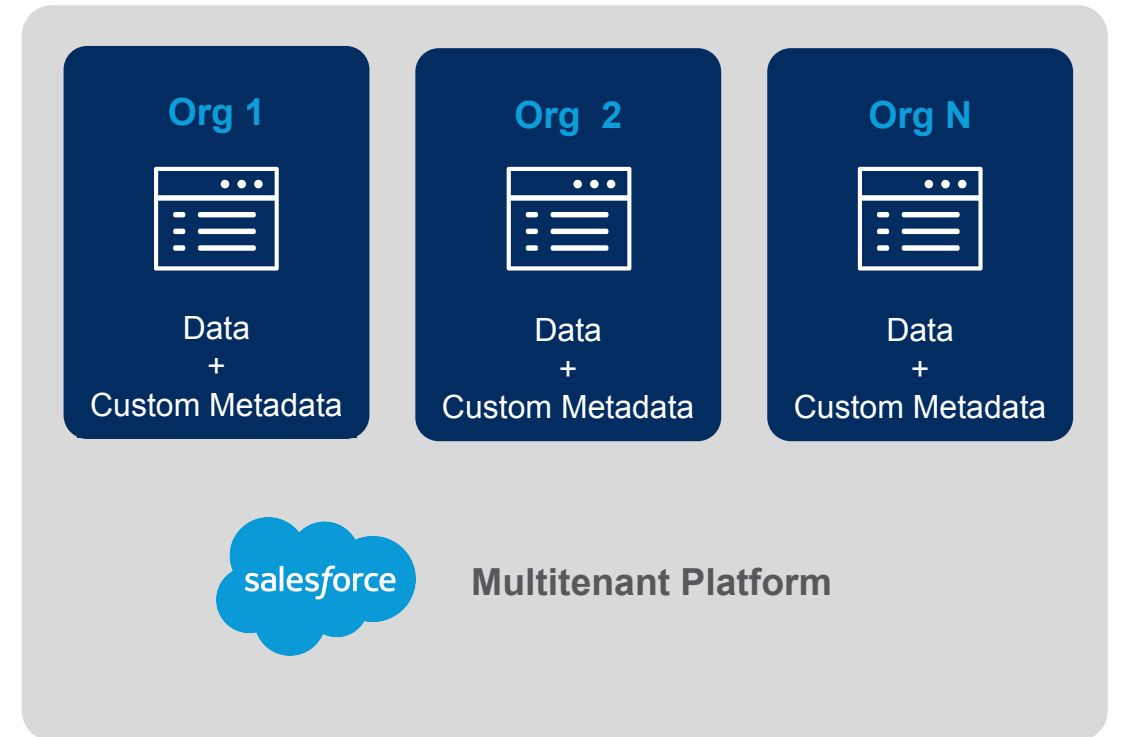 Org 1
Data
+
Custom Metadata
Org 2
Data
+
Custom Metadata
Org N
Data
+
Custom Metadata
salesforce
Multitenant Platform